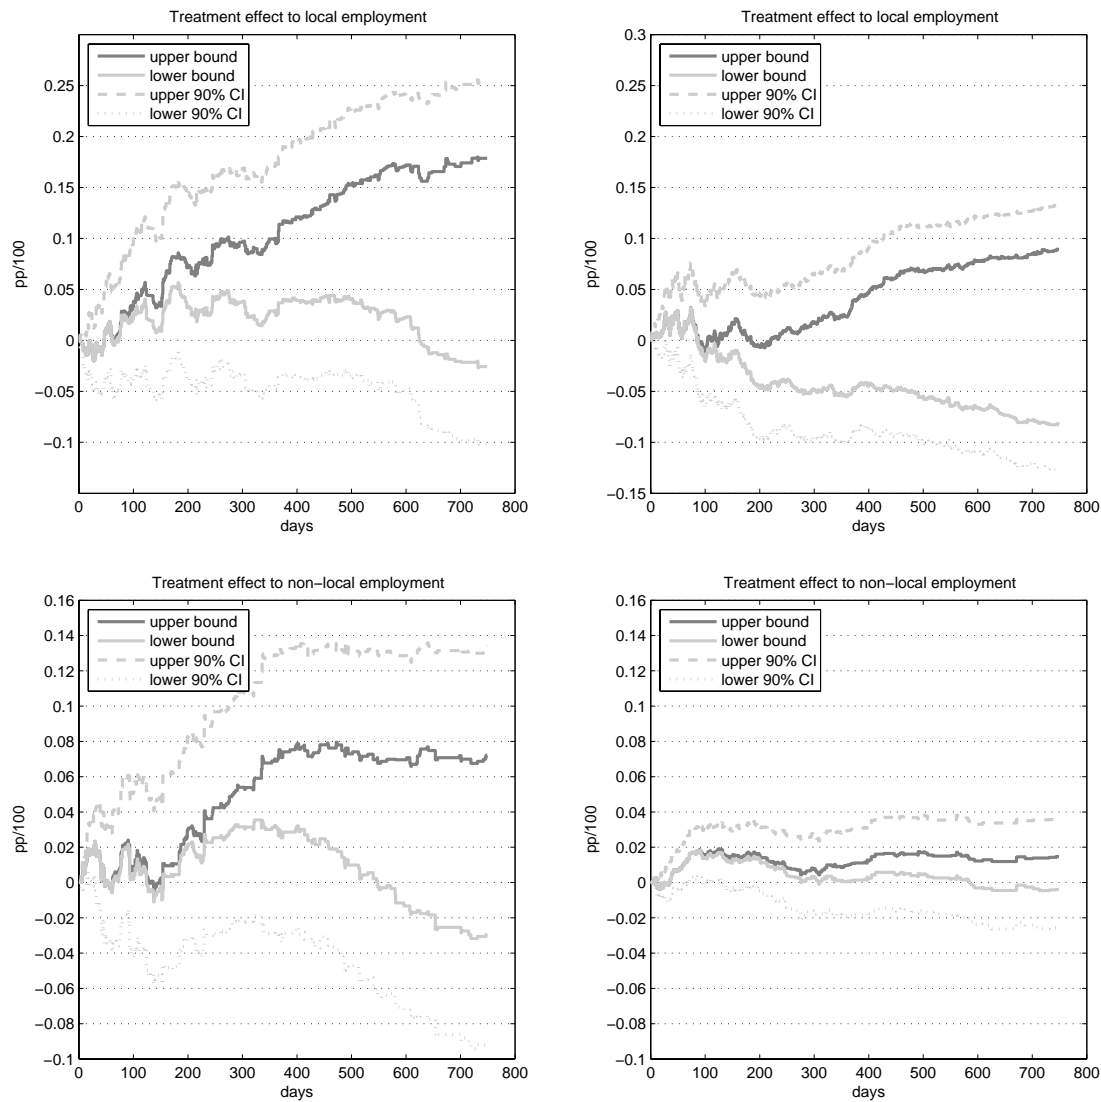 Treatment effect to local employment
upper bound
lower bound
upper 90% CI
lower 90% CI
0.25
0.2
0.15
0.1
0.05
0
−0.05
−0.1
pp/100
0 100 200 300 400 500 600 700 800
days
Treatment effect to local employment
upper bound
lower bound
upper 90% CI
lower 90% CI
0.3
0.25
0.2
0.15
0.1
0.05
0
−0.05
−0.1
−0.15
pp/100
0 100 200 300 400 500 600 700 800
days
Treatment effect to non−local employment
upper bound
lower bound
upper 90% CI
lower 90% CI
0.16
0.14
0.12
0.1
0.08
0.06
0.04
0.02
0
−0.02
−0.04
−0.06
−0.08
−0.1
pp/100
0 100 200 300 400 500 600 700 800
days
Treatment effect to non−local employment
upper bound
lower bound
upper 90% CI
lower 90% CI
0.16
0.14
0.12
0.1
0.08
0.06
0.04
0.02
0
−0.02
−0.04
−0.06
−0.08
−0.1
pp/100
0 100 200 300 400 500 600 700 800
days